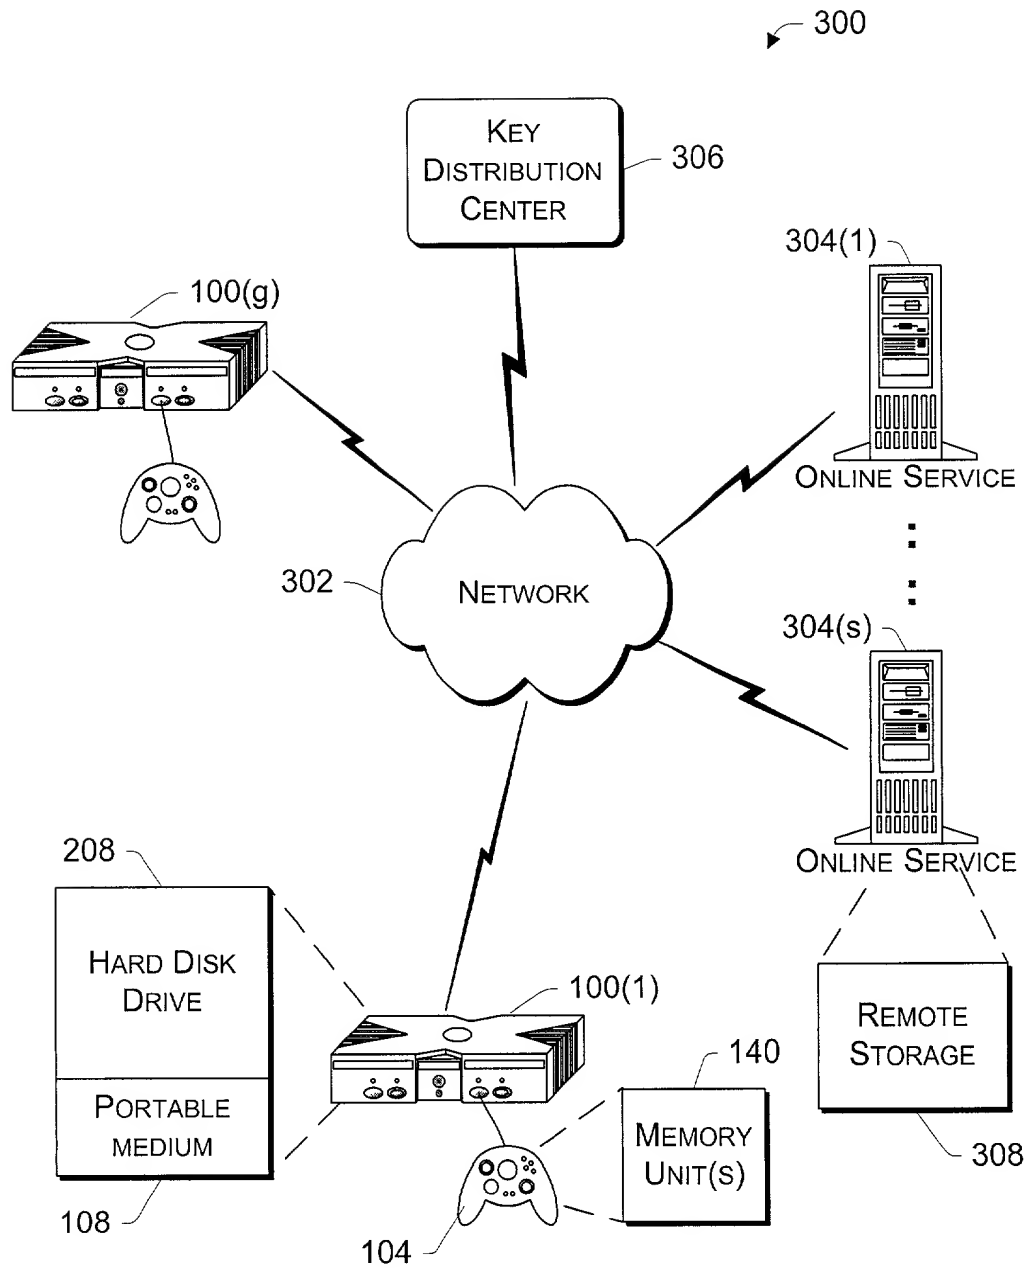 300
KEY
DISTRIBUTION
CENTER
306
304(1)
100(g)
ONLINE SERVICE
302
NETWORK
304(s)
ONLINE SERVICE
208
HARD DISK
DRIVE
PORTABLE
MEDIUM
108
100(1)
104
140
MEMORY
UNIT(S)
REMOTE
STORAGE
308